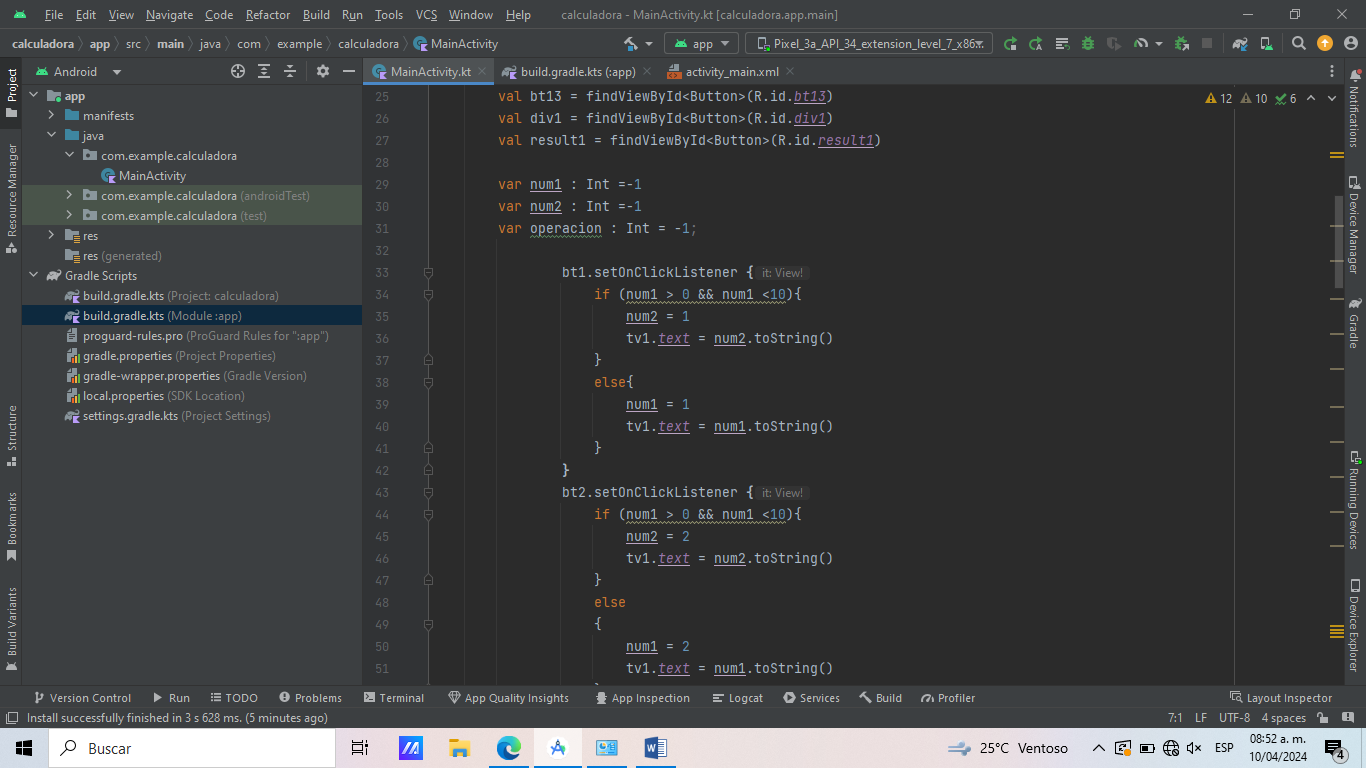 File Edit View Navigate Code Refactor Build Run Tools VCS Window Help calculadora - MainActivity.kt [calculadora.app.main]
calculadora app src main java com example calculadora MainActivity app Pixel_3a_API_34_extension_level_7_x86
Android MainActivity.kt build.gradle.kts (:app) activity_main.xml
Project
Resource Manager
Structure
Bookmarks
Build Variants
app
manifests
java
com.example.calculadora
MainActivity
com.example.calculadora (androidTest)
com.example.calculadora (test)
res
res (generated)
Gradle Scripts
build.gradle.kts (Project: calculadora)
build.gradle.kts (Module :app)
proguard-rules.pro (ProGuard Rules for ":app")
gradle.properties (Project Properties)
gradle-wrapper.properties (Gradle Version)
local.properties (SDK Location)
settings.gradle.kts (Project Settings)
12 10 6
25 val bt13 = findViewById<Button>(R.id.bt13)
26 val div1 = findViewById<Button>(R.id.div1)
27 val result1 = findViewById<Button>(R.id.result1)
28
29 var num1 : Int =-1
30 var num2 : Int =-1
31 var operacion : Int = -1;
32
33 bt1.setOnClickListener { it: View!
34 if (num1 > 0 && num1 <10){
35 num2 = 1
36 tv1.text = num2.toString()
37 }
38 else{
39 num1 = 1
40 tv1.text = num1.toString()
41 }
42 }
43 bt2.setOnClickListener { it: View!
44 if (num1 > 0 && num1 <10){
45 num2 = 2
46 tv1.text = num2.toString()
47 }
48 else
49 {
50 num1 = 2
51 tv1.text = num1.toString()
Notifications
Device Manager
Gradle
Running Devices
Device Explorer
Version Control Run TODO Problems Terminal App Quality Insights App Inspection Logcat Services Build Profiler Layout Inspector
Install successfully finished in 3 s 628 ms. (5 minutes ago) 7:1 LF UTF-8 4 spaces
Buscar 25°C Ventoso ESP 08:52 a. m.
10/04/2024 4